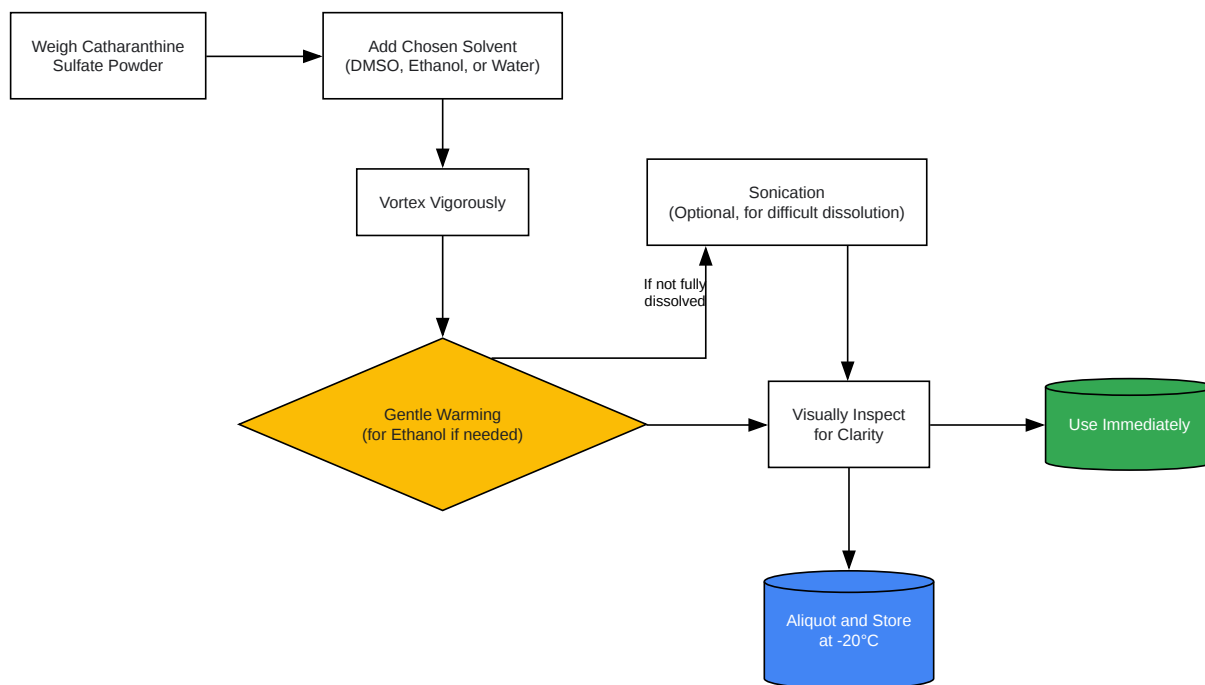 Weigh Catharanthine
Sulfate Powder
Add Chosen Solvent
(DMSO, Ethanol, or Water)
Vortex Vigorously
Sonication
(Optional, for difficult dissolution)
If not fully
dissolved
Gentle Warming
(for Ethanol if needed)
Visually Inspect
for Clarity
Use Immediately
Aliquot and Store
at -20°C